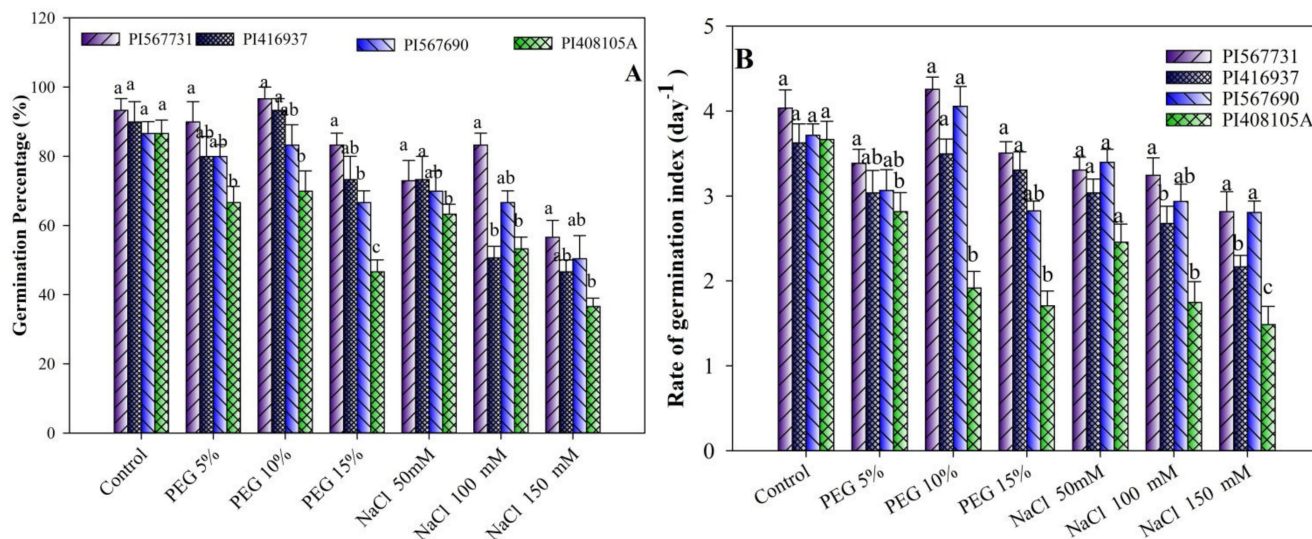 Germination Percentage (%)
120
100
80
60
40
20
0
PI567731
PI416937
PI567690
PI408105A
A
a a a a
a ab ab b
a a ab b
a ab b c
a a ab b
a b b b
a ab ab b
Control
PEG 5%
PEG 10%
PEG 15%
NaCl 50mM
NaCl 100 mM
NaCl 150 mM
Rate of germination index (day-1)
5
4
3
2
1
0
B
PI567731
PI416937
PI567690
PI408105A
a a a a
a ab ab b
a a a b
a a ab b
a a a a
a b ab b
a b a c
Control
PEG 5%
PEG 10%
PEG 15%
NaCl 50mM
NaCl 100 mM
NaCl 150 mM